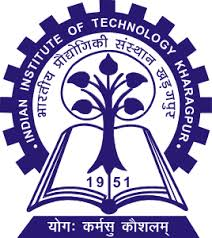 • INDIAN INSTITUTE OF TECHNOLOGY KHARAGPUR •
भारतीय प्रौद्योगिकी संस्थान खड़गपुर
1951
योगः कर्मसु कौशलम्